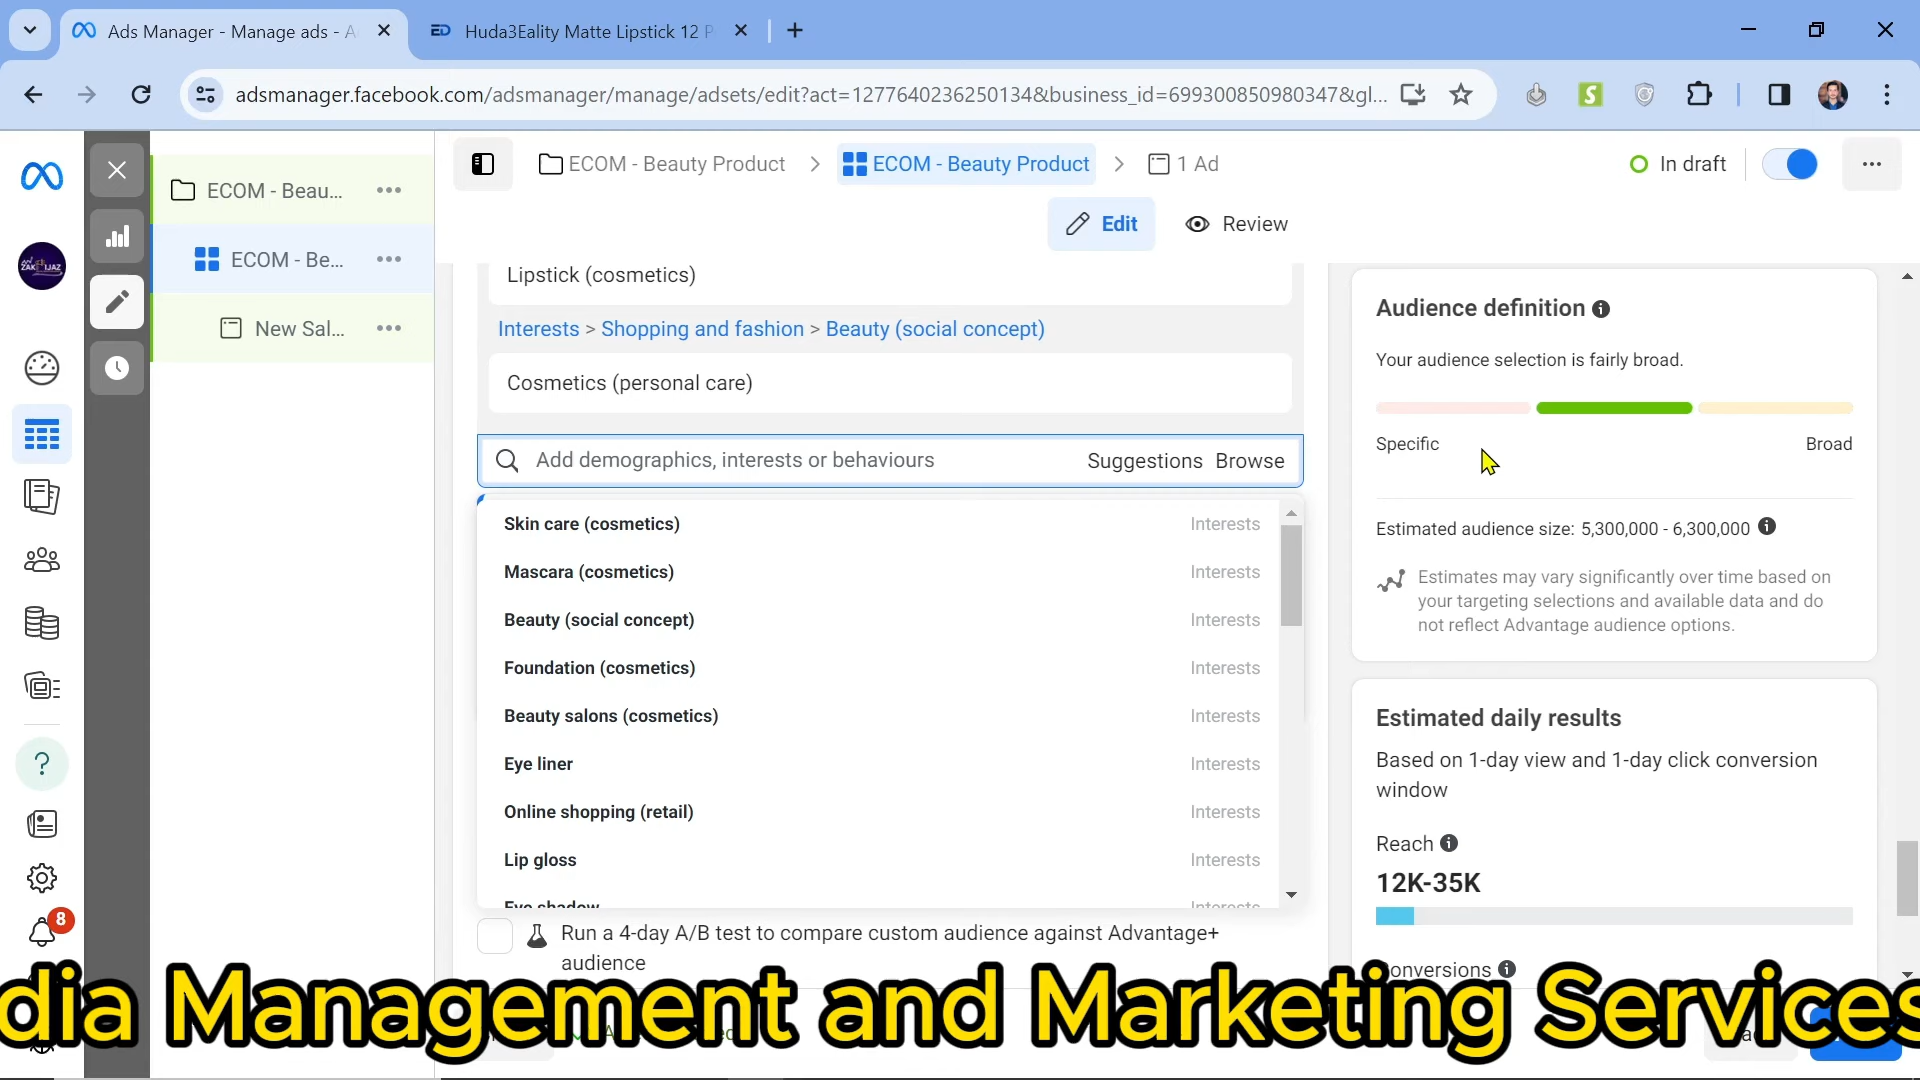 Ads Manager - Manage ads - A
Huda3Eality Matte Lipstick 12 P
adsmanager.facebook.com/adsmanager/manage/adsets/edit?act=1277640236250134&business_id=699300850980347&gl...
ECOM - Beau...
ECOM - Be...
New Sal...
ECOM - Beauty Product
ECOM - Beauty Product
1 Ad
In draft
Edit
Review
Lipstick (cosmetics)
Interests > Shopping and fashion > Beauty (social concept)
Cosmetics (personal care)
Add demographics, interests or behaviours
Suggestions
Browse
Skin care (cosmetics) Interests
Mascara (cosmetics) Interests
Beauty (social concept) Interests
Foundation (cosmetics) Interests
Beauty salons (cosmetics) Interests
Eye liner Interests
Online shopping (retail) Interests
Lip gloss Interests
Eye shadow Interests
Run a 4-day A/B test to compare custom audience against Advantage+
audience
Audience definition
Your audience selection is fairly broad.
Specific
Broad
Estimated audience size: 5,300,000 - 6,300,000
Estimates may vary significantly over time based on
your targeting selections and available data and do
not reflect Advantage audience options.
Estimated daily results
Based on 1-day view and 1-day click conversion
window
Reach
12K-35K
Conversions
8
dia Management and Marketing Services